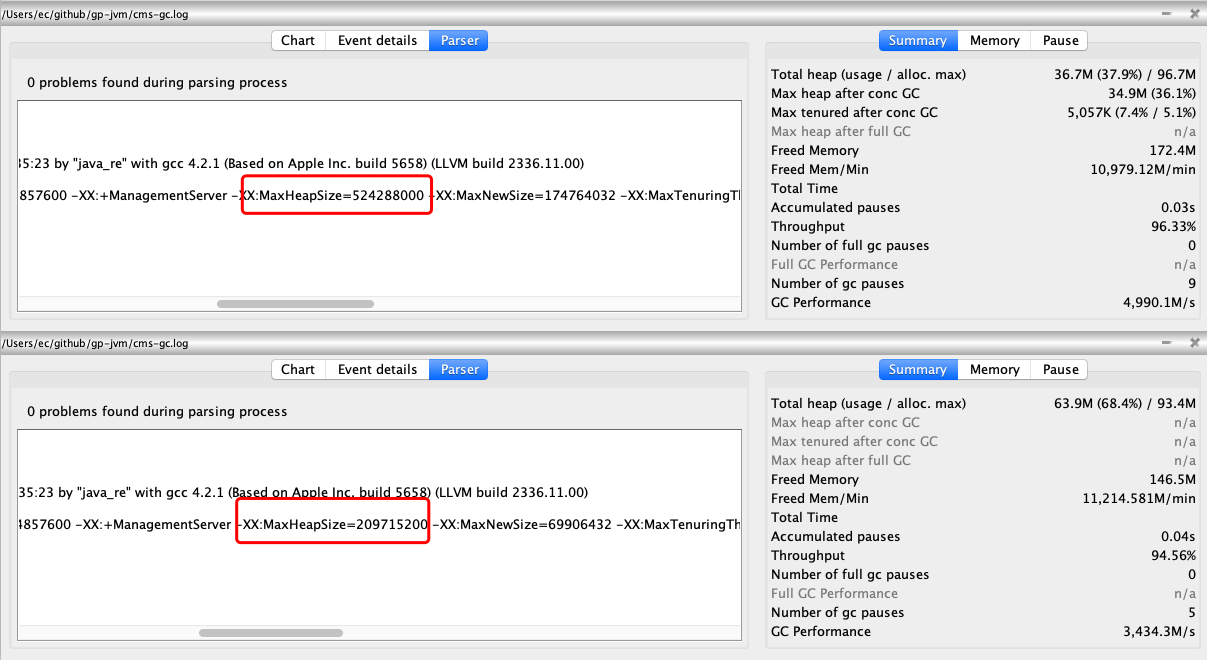 /Users/ec/github/gp-jvm/cms-gc.log
Chart Event details Parser
0 problems found during parsing process
35:23 by "java_re" with gcc 4.2.1 (Based on Apple Inc. build 5658) (LLVM build 2336.11.00)
857600 -XX:+ManagementServer -XX:MaxHeapSize=524288000 -XX:MaxNewSize=174764032 -XX:MaxTenuringT
Summary Memory Pause
Total heap (usage / alloc. max) 36.7M (37.9%) / 96.7M
Max heap after conc GC 34.9M (36.1%)
Max tenured after conc GC 5,057K (7.4% / 5.1%)
Max heap after full GC n/a
Freed Memory 172.4M
Freed Mem/Min 10,979.12M/min
Total Time
Accumulated pauses 0.03s
Throughput 96.33%
Number of full gc pauses 0
Full GC Performance n/a
Number of gc pauses 9
GC Performance 4,990.1M/s
/Users/ec/github/gp-jvm/cms-gc.log
Chart Event details Parser
0 problems found during parsing process
35:23 by "java_re" with gcc 4.2.1 (Based on Apple Inc. build 5658) (LLVM build 2336.11.00)
4857600 -XX:+ManagementServer -XX:MaxHeapSize=209715200 -XX:MaxNewSize=69906432 -XX:MaxTenuringTh
Summary Memory Pause
Total heap (usage / alloc. max) 63.9M (68.4%) / 93.4M
Max heap after conc GC n/a
Max tenured after conc GC n/a
Max heap after full GC n/a
Freed Memory 146.5M
Freed Mem/Min 11,214.581M/min
Total Time
Accumulated pauses 0.04s
Throughput 94.56%
Number of full gc pauses 0
Full GC Performance n/a
Number of gc pauses 5
GC Performance 3,434.3M/s